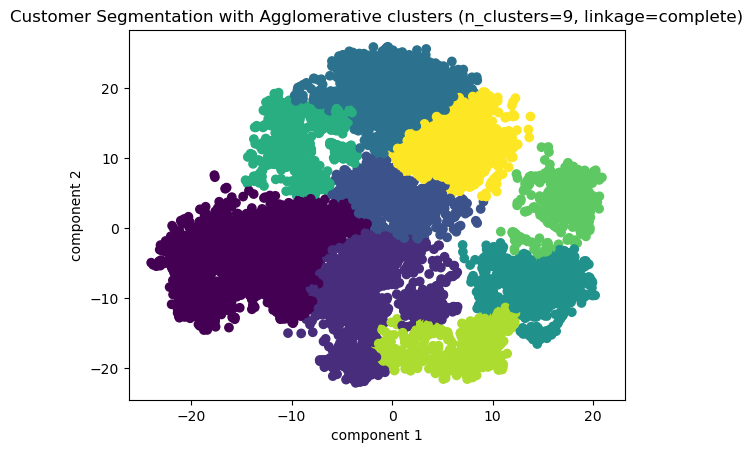 Customer Segmentation with Agglomerative clusters (n_clusters=9, linkage=complete)
20
10
0
−10
−20
component 2
−20 −10 0 10 20
component 1